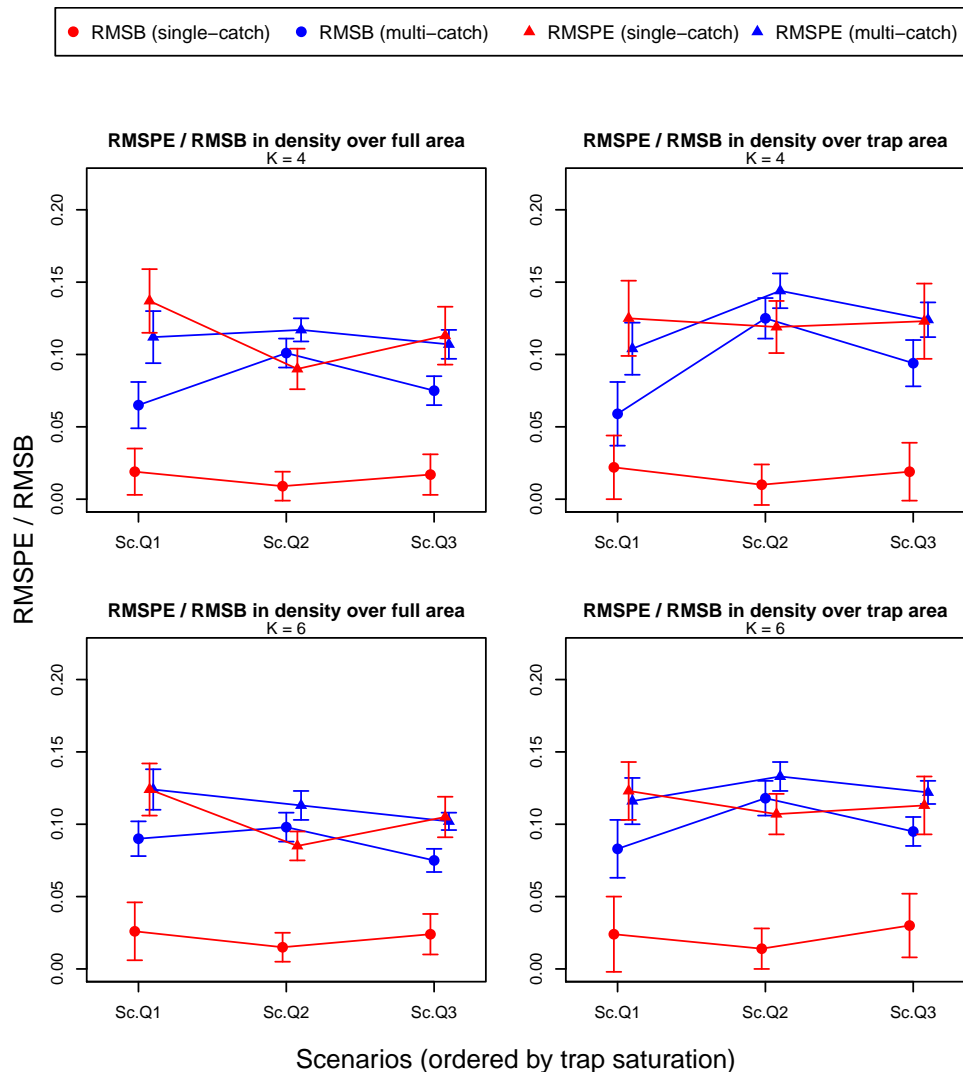 RMSB (single−catch) RMSB (multi−catch) RMSPE (single−catch) RMSPE (multi−catch)
RMSPE / RMSB in density over full area
K = 4
0.00 0.05 0.10 0.15 0.20
Sc.Q1 Sc.Q2 Sc.Q3
RMSPE / RMSB in density over trap area
K = 4
0.00 0.05 0.10 0.15 0.20
Sc.Q1 Sc.Q2 Sc.Q3
RMSPE / RMSB
RMSPE / RMSB in density over full area
K = 6
0.00 0.05 0.10 0.15 0.20
Sc.Q1 Sc.Q2 Sc.Q3
RMSPE / RMSB in density over trap area
K = 6
0.00 0.05 0.10 0.15 0.20
Sc.Q1 Sc.Q2 Sc.Q3
Scenarios (ordered by trap saturation)